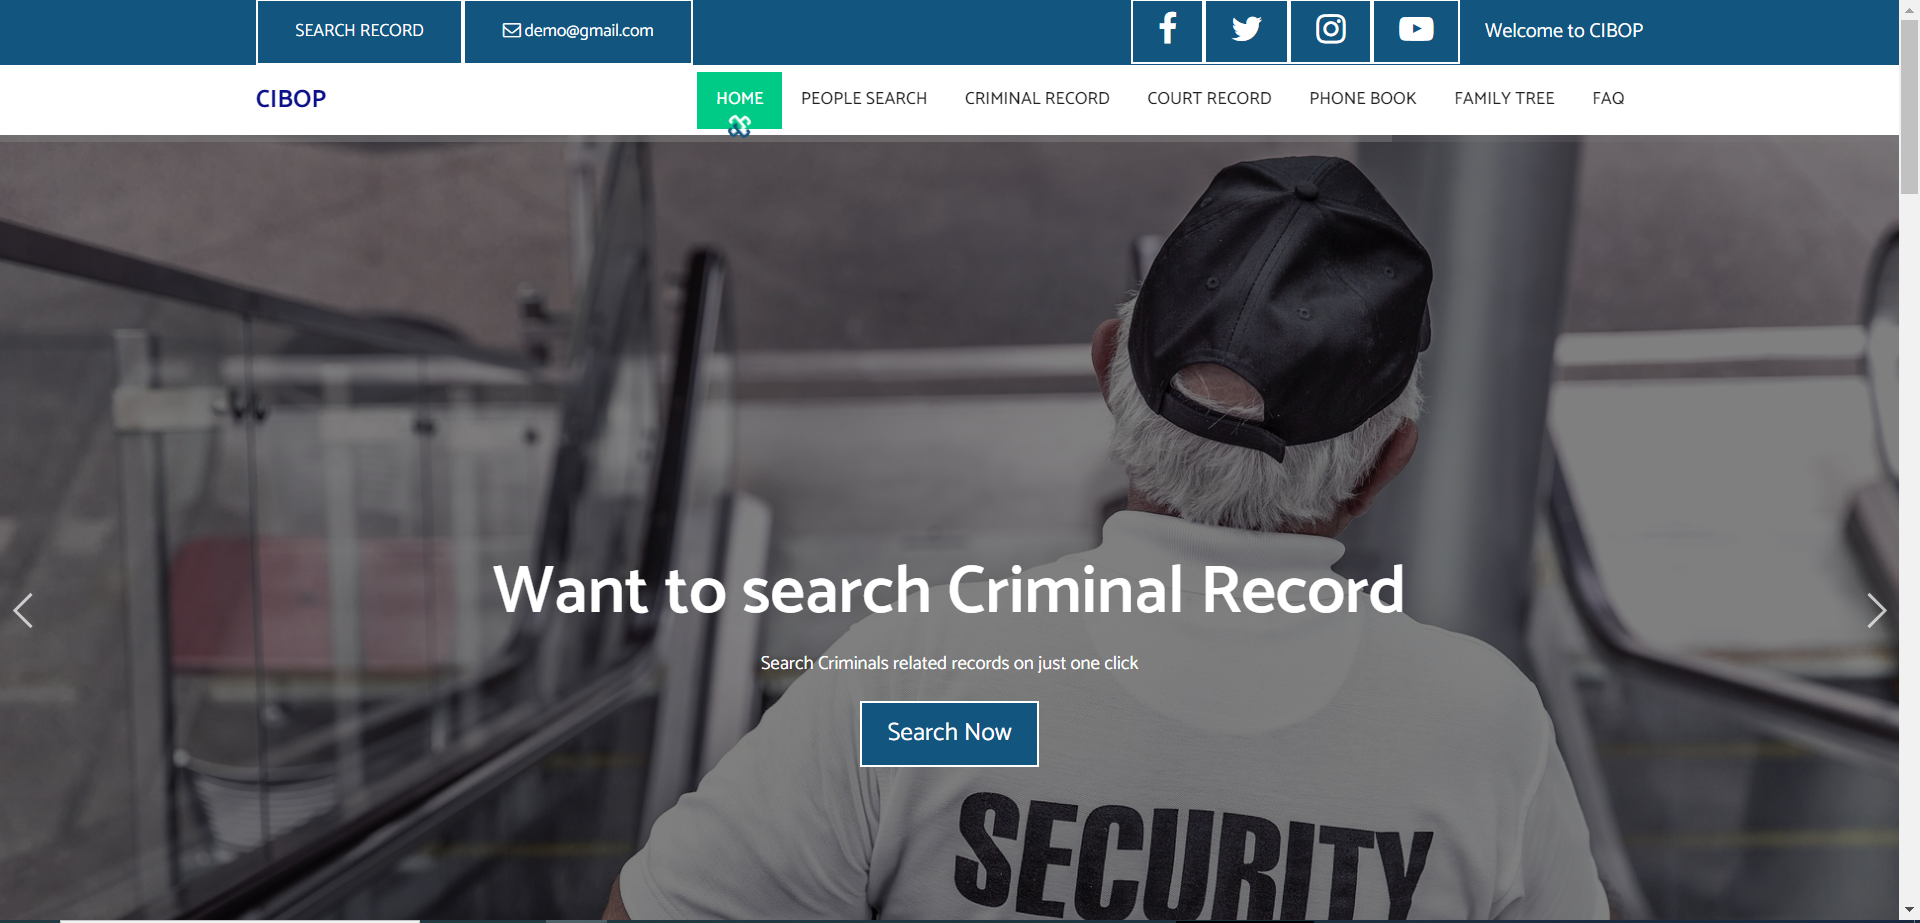 SEARCH RECORD
demo@gmail.com
Welcome to CIBOP
CIBOP
HOME
PEOPLE SEARCH
CRIMINAL RECORD
COURT RECORD
PHONE BOOK
FAMILY TREE
FAQ
Want to search Criminal Record
Search Criminals related records on just one click
Search Now
SECURITY